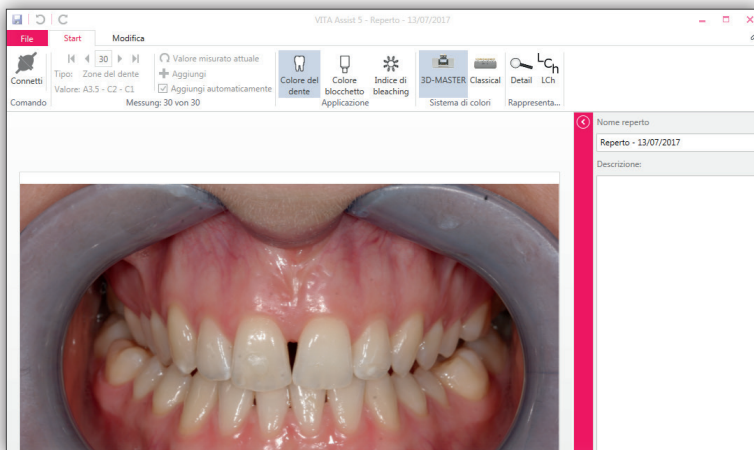 VITA Assist 5 - Reperto - 13/07/2017
File Start Modifica
Connetti
Comando
30
Tipo: Zone del dente
Valore: A3.5 - C2 - C1
Valore misurato attuale
Aggiungi
Aggiungi automaticamente
Messung: 30 von 30
Colore del dente
Colore blocchetto
Indice di bleaching
Applicazione
3D-MASTER Classical
Sistema di colori
Detail
LCh
LCh
Rappresenta...
Nome reperto
Reperto - 13/07/2017
Descrizione: